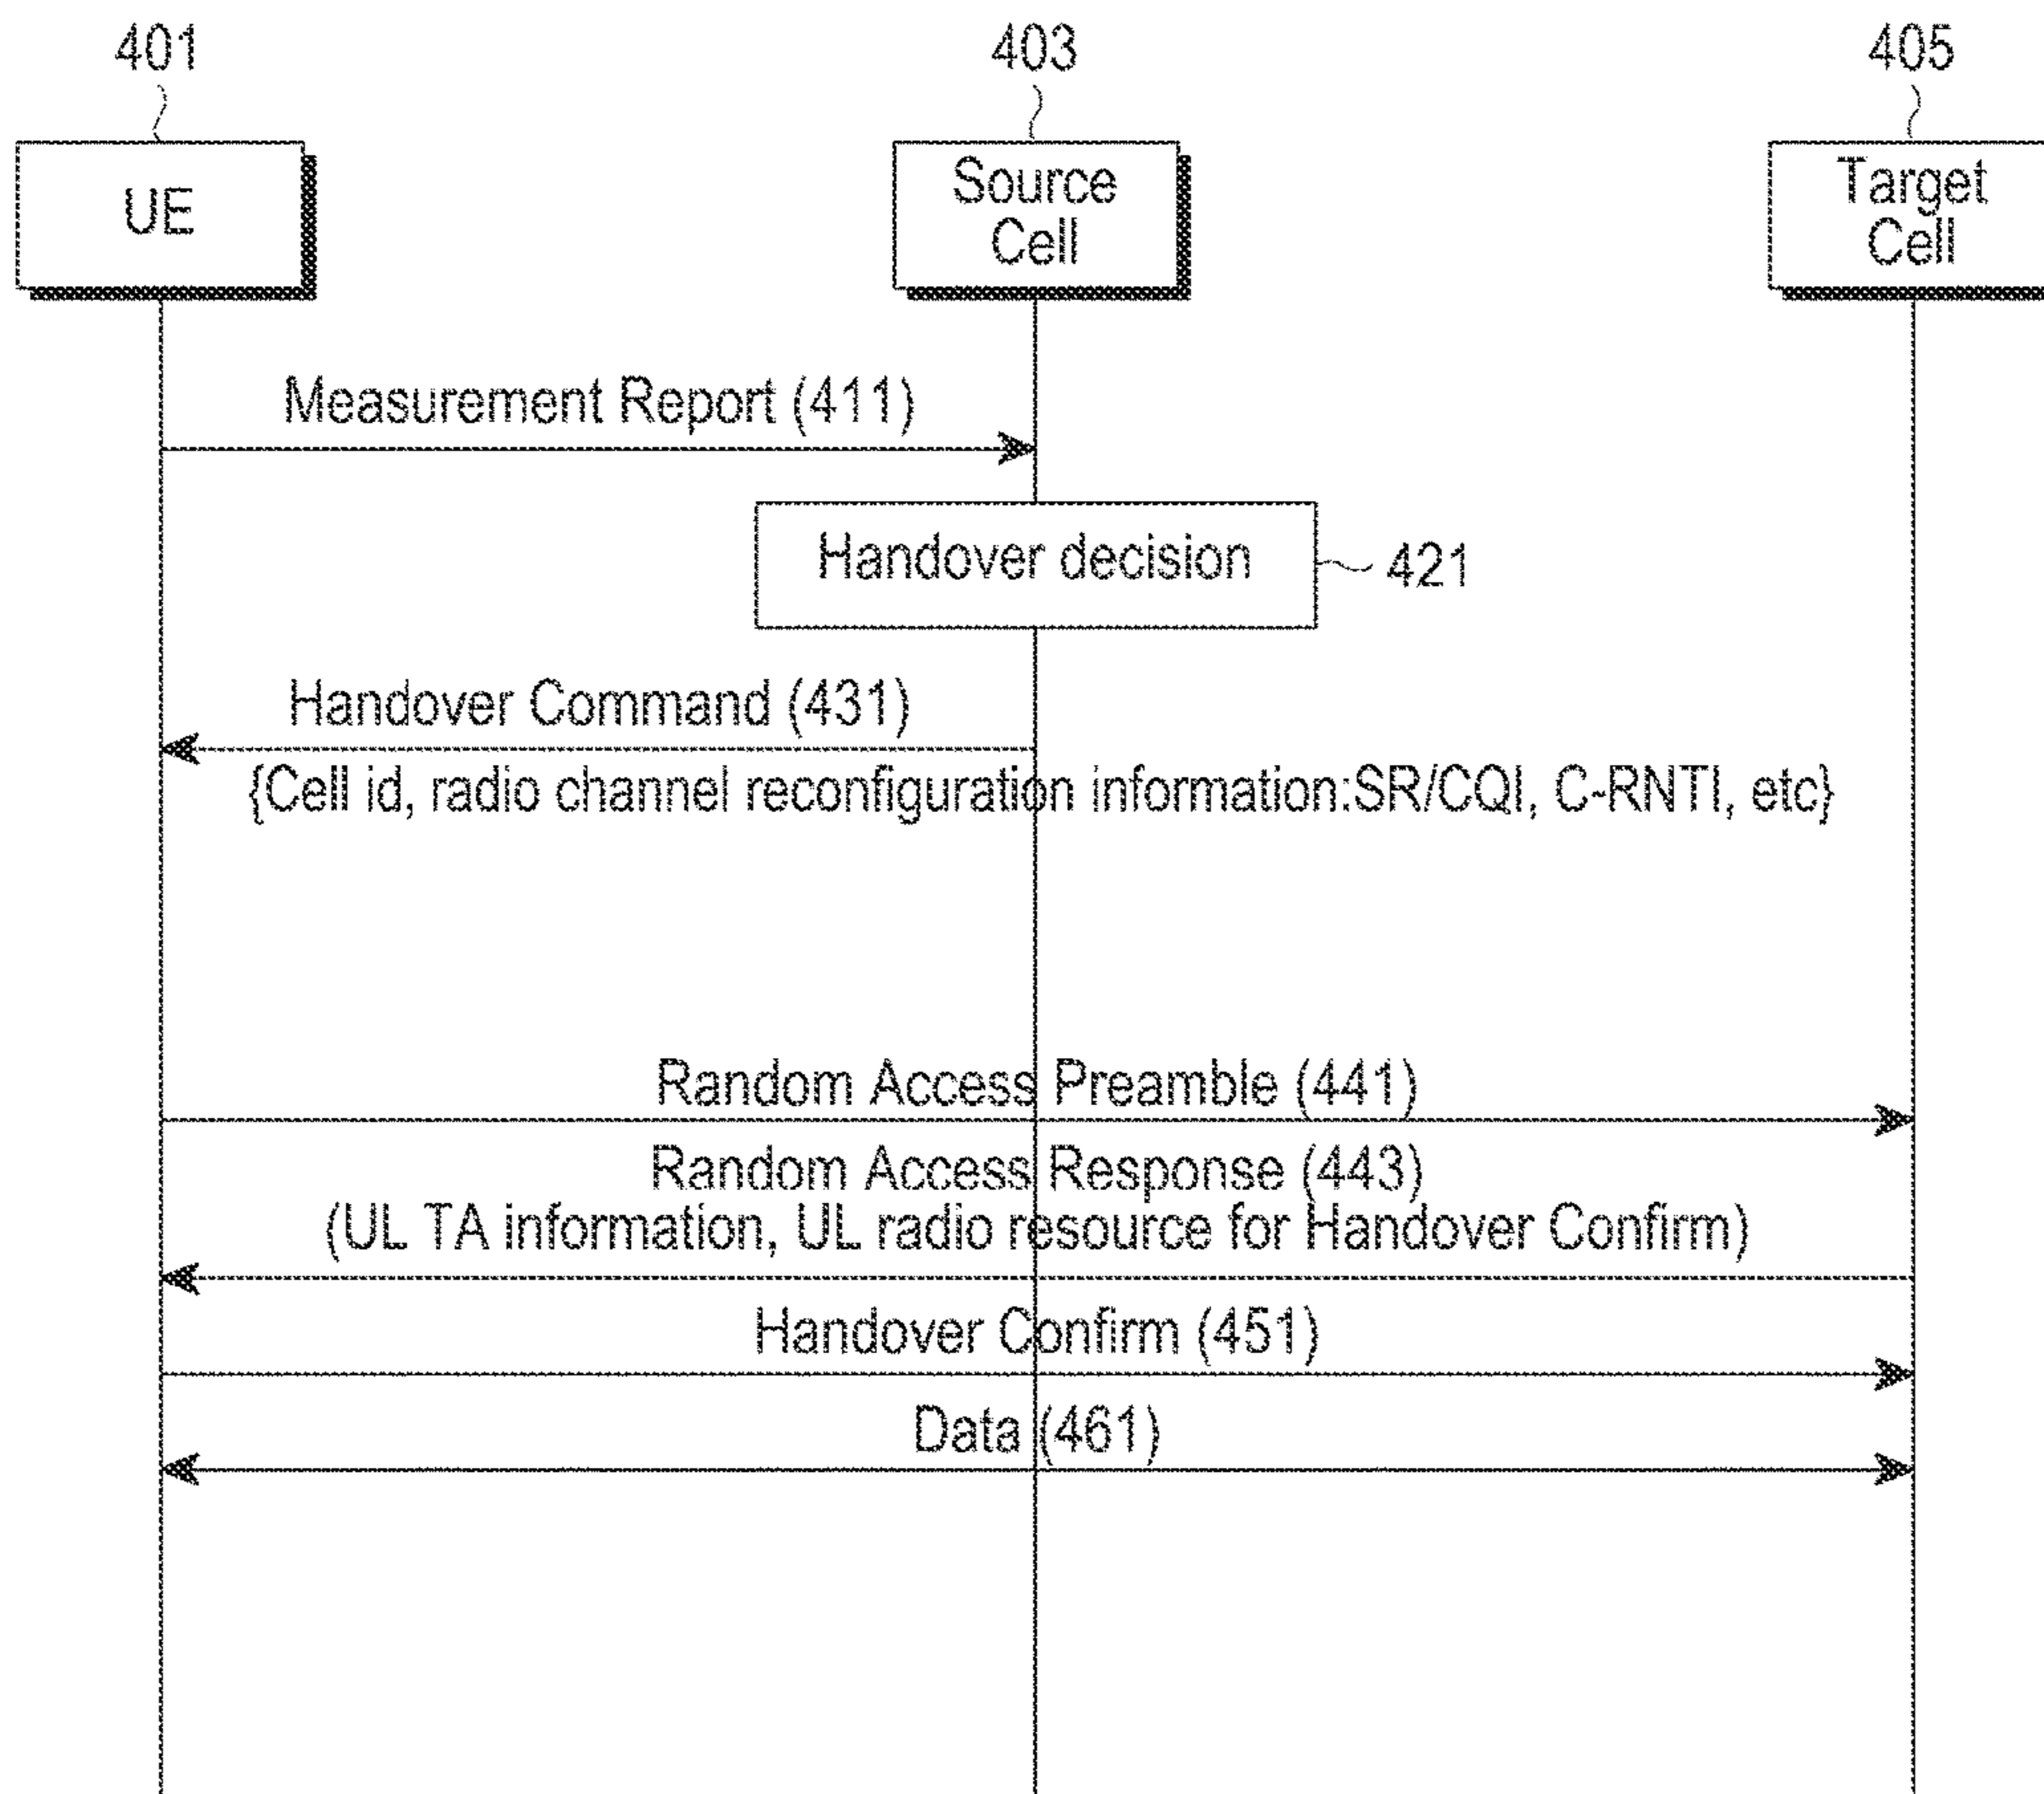 401
403
405
UE
Source
Cell
Target
Cell
Measurement Report (411)
Handover decision
421
Handover Command (431)
{Cell id, radio channel reconfiguration information:SR/CQI, C-RNTI, etc}
Random Access Preamble (441)
Random Access Response (443)
(UL TA information, UL radio resource for Handover Confirm)
Handover Confirm (451)
Data (461)